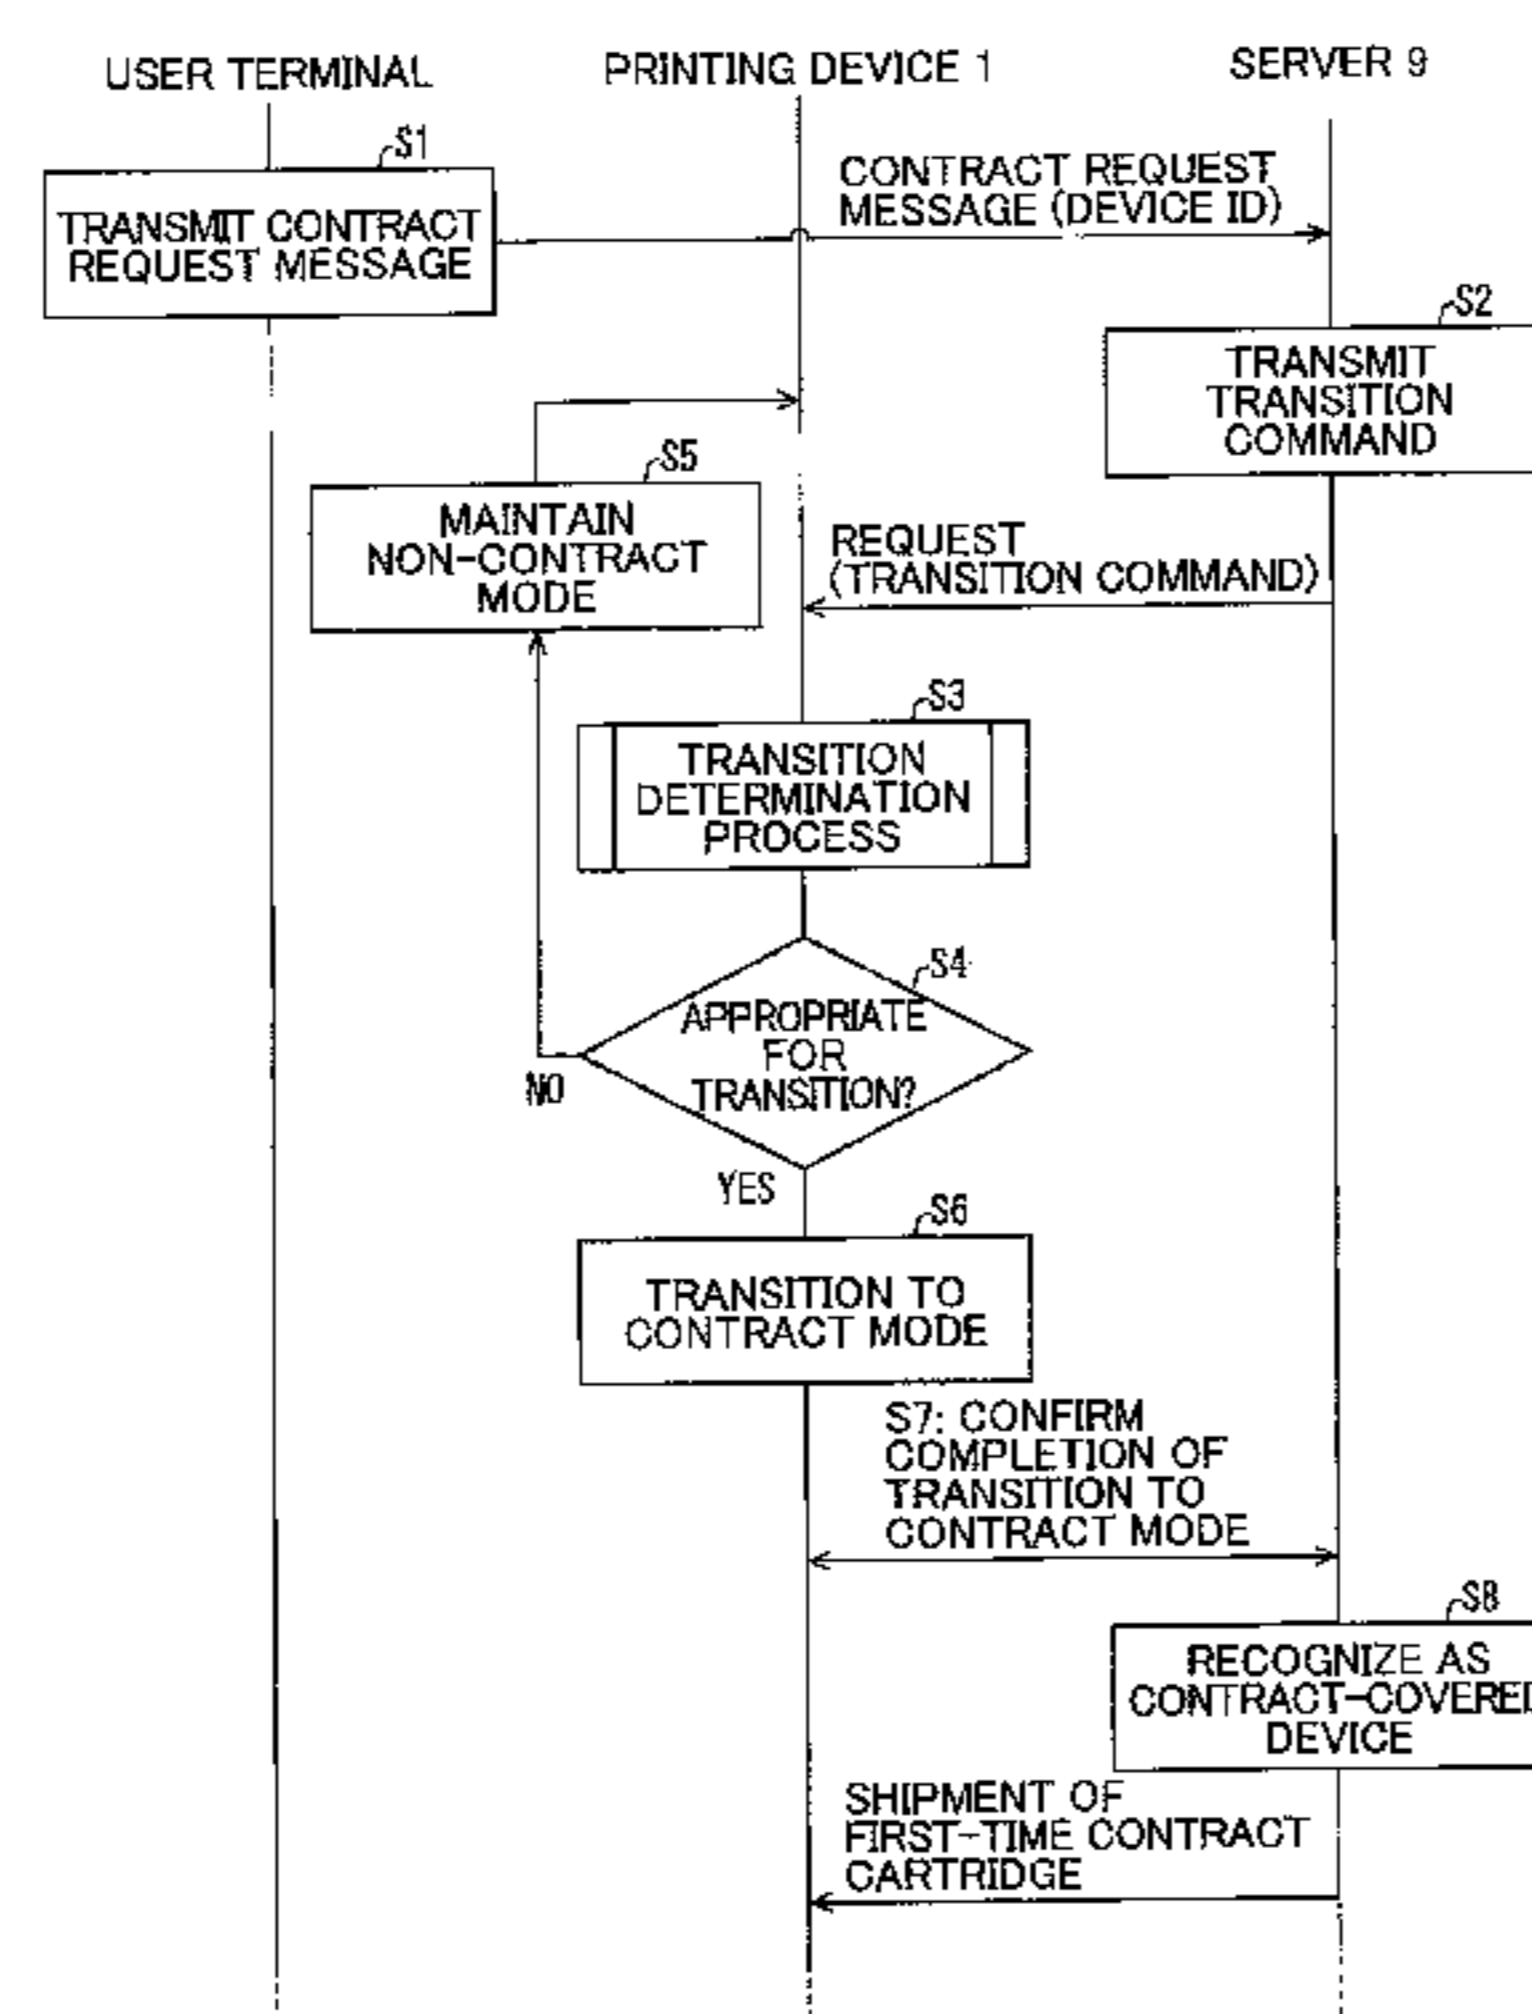 USER TERMINAL
PRINTING DEVICE 1
SERVER 9
S1
TRANSMIT CONTRACT
REQUEST MESSAGE
CONTRACT REQUEST
MESSAGE (DEVICE ID)
S2
TRANSMIT
TRANSITION
COMMAND
S5
MAINTAIN
NON-CONTRACT
MODE
REQUEST
(TRANSITION COMMAND)
S3
TRANSITION
DETERMINATION
PROCESS
S4
APPROPRIATE
FOR
TRANSITION?
NO
YES
S6
TRANSITION TO
CONTRACT MODE
S7: CONFIRM
COMPLETION OF
TRANSITION TO
CONTRACT MODE
S8
RECOGNIZE AS
CONTRACT-COVERED
DEVICE
SHIPMENT OF
FIRST-TIME CONTRACT
CARTRIDGE